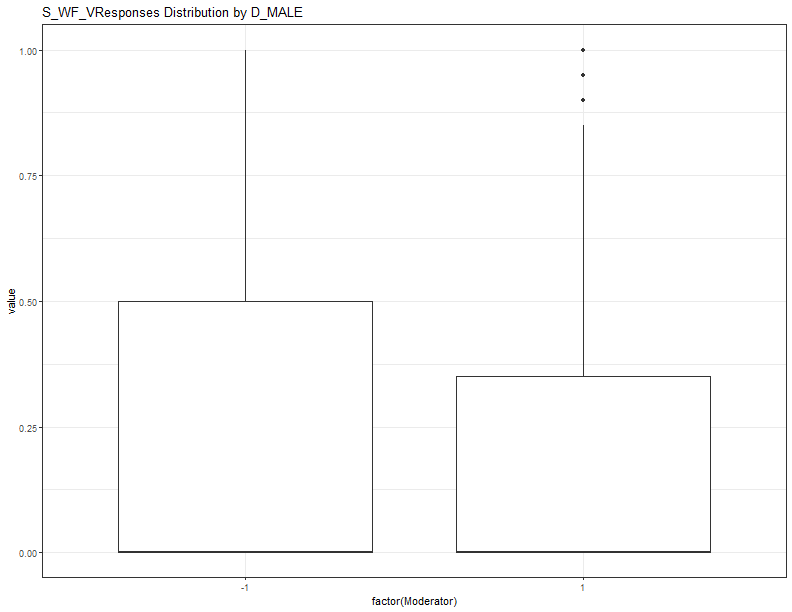 S_WF_VResponses Distribution by D_MALE
1.00
0.75
0.50
0.25
0.00
value
-1
1
factor(Moderator)